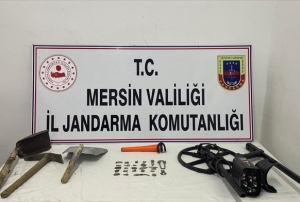 T.C.
MERSİN VALİLİĞİ
İL JANDARMA KOMUTANLIĞI